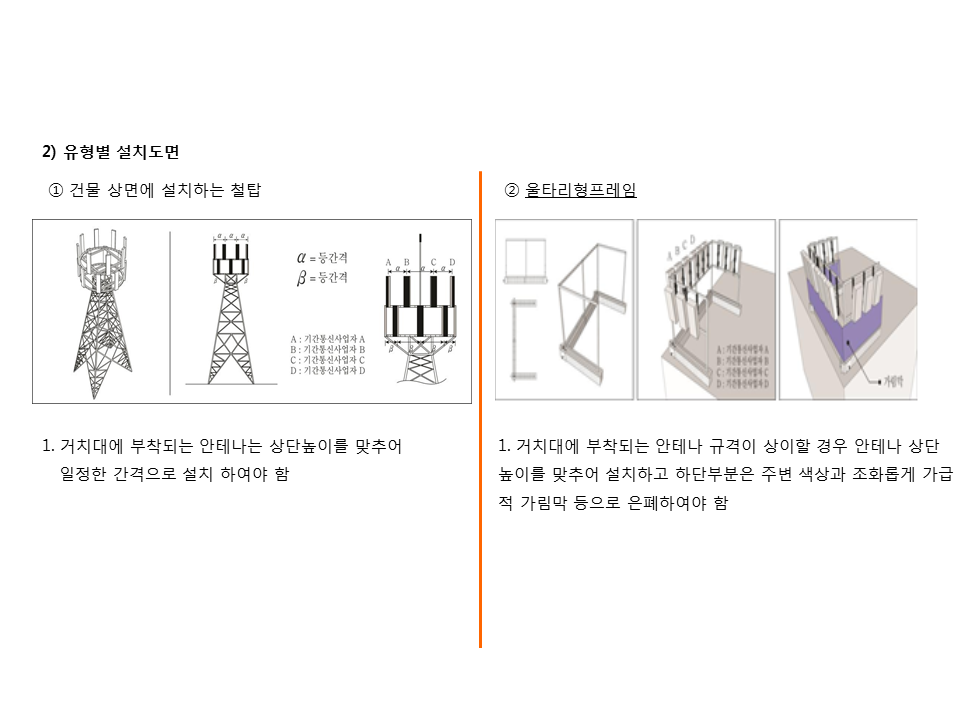 2) 유형별 설치도면
① 건물 상면에 설치하는 철탑
α α α
β β
α = 등간격
β = 등간격
A : 기간통신사업자 A
B : 기간통신사업자 B
C : 기간통신사업자 C
D : 기간통신사업자 D
A B C D
α α α
β β β β
1. 거치대에 부착되는 안테나는 상단높이를 맞추어
일정한 간격으로 설치 하여야 함
② 울타리형프레임
A B C D
A : 기간통신사업자 A
B : 기간통신사업자 B
C : 기간통신사업자 C
D : 기간통신사업자 D
가림막
1. 거치대에 부착되는 안테나 규격이 상이할 경우 안테나 상단
높이를 맞추어 설치하고 하단부분은 주변 색상과 조화롭게 가급
적 가림막 등으로 은폐하여야 함